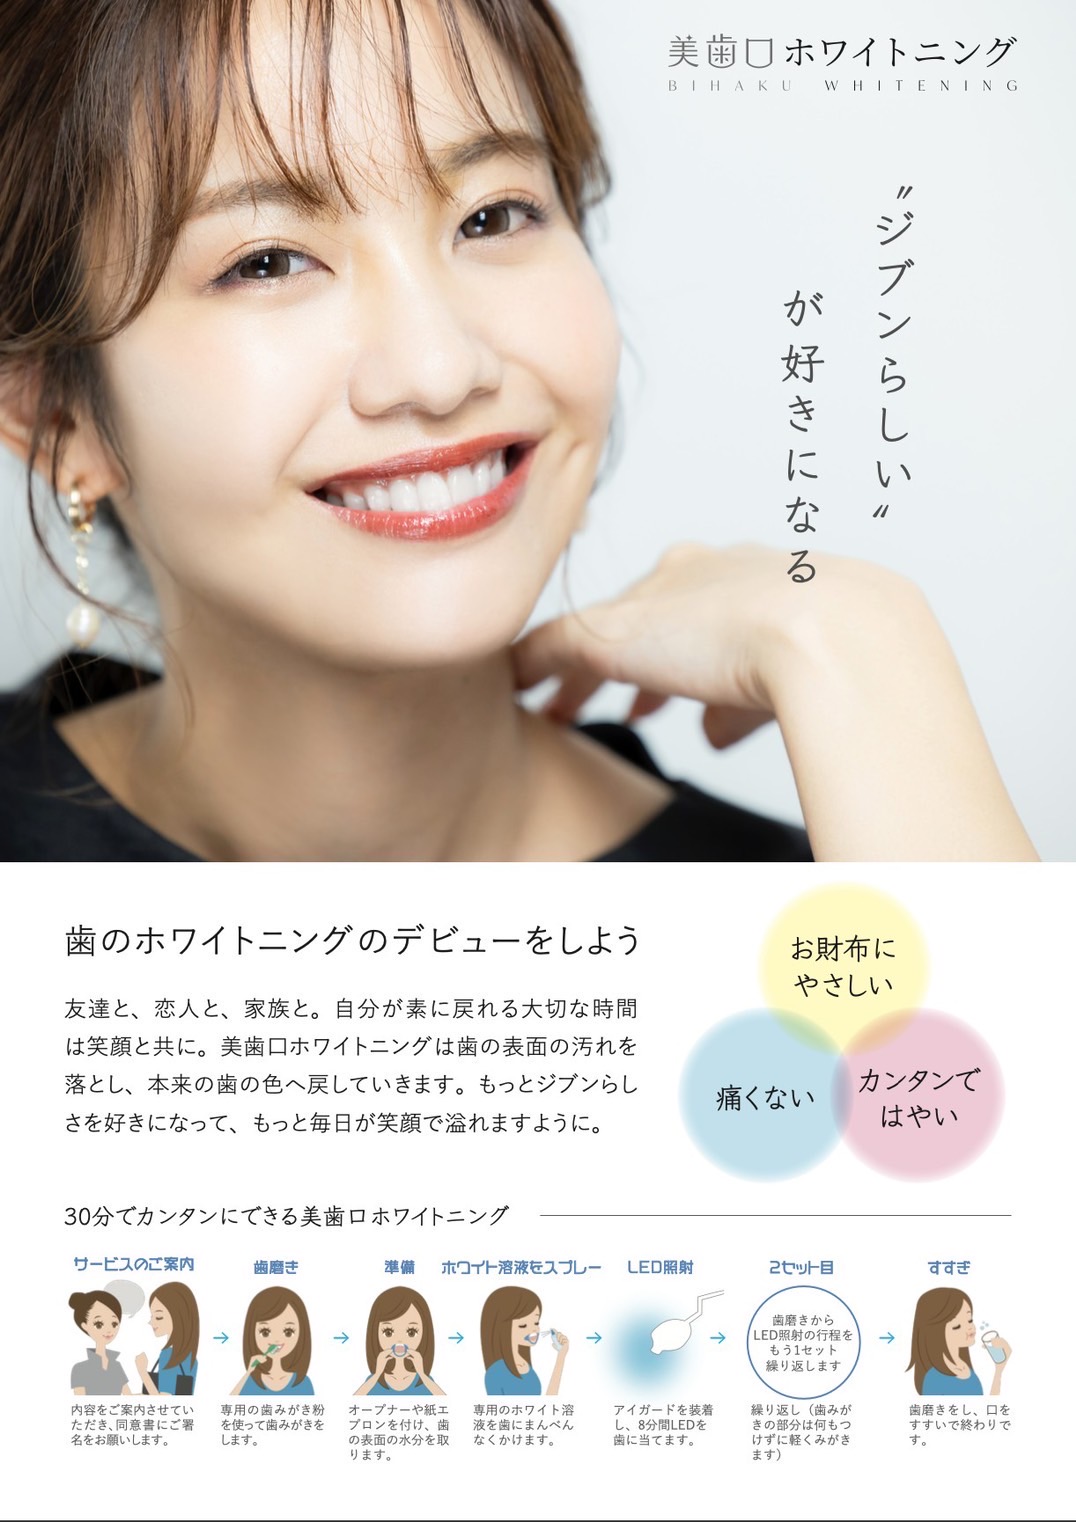 美歯口ホワイトニング
BIHAKU WHITENING
〝ジブンらしい〟
が好きになる
歯のホワイトニングのデビューをしよう
友達と、恋人と、家族と。自分が素に戻れる大切な時間
は笑顔と共に。美歯口ホワイトニングは歯の表面の汚れを
落とし、本来の歯の色へ戻していきます。もっとジブンらし
さを好きになって、もっと毎日が笑顔で溢れますように。
お財布に
やさしい
痛くない
カンタンで
はやい
30分でカンタンにできる美歯口ホワイトニング
サービスのご案内
内容をご案内させてい
ただき、同意書にご署
名をお願いします。
歯磨き
専用の歯みがき粉
を使って歯みがきを
します。
準備
オープナーや紙エ
プロンを付け、歯
の表面の水分を取
ります。
ホワイト溶液をスプレー
専用のホワイト溶
液を歯にまんべん
なくかけます。
LED照射
アイガードを装着
し、8分間LEDを
歯に当てます。
2セット目
歯磨きから
LED照射の行程を
もう1セット
繰り返します
繰り返し（歯みが
きの部分は何もつ
けずに軽くみがき
ます）
すすぎ
歯磨きをし、口を
すすいで終わりで
す。